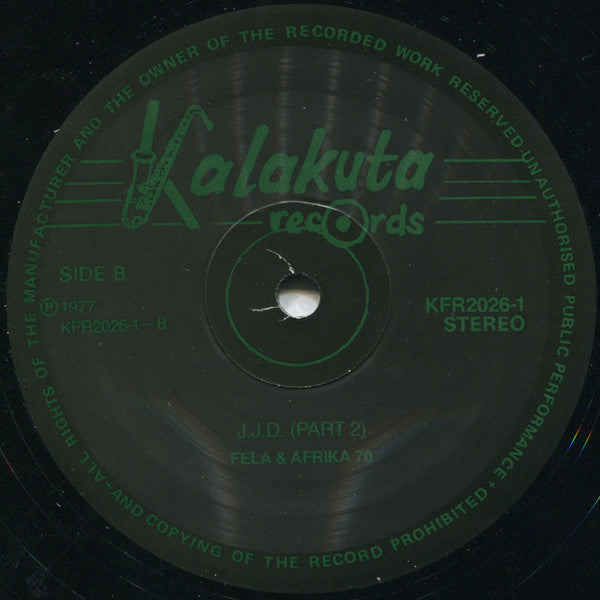 ALL RIGHTS OF THE MANUFACTURER AND THE OWNER OF THE RECORDED WORK RESERVED·UNAUTHORISED PUBLIC PERFORMANCE + AND COPYING OF THE RECORD PROHIBITED +
Kalakuta
records
SIDE B
Ⓟ1977
KFR2026-1—B
KFR2026-1
STEREO
J.J.D. (PART 2)
FELA & AFRIKA 70